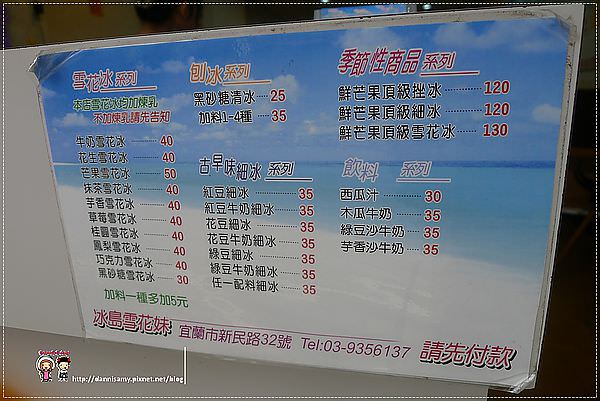 雪花冰 系列
本店雪花冰均加煉乳
不加煉乳請先告知
牛奶雪花冰 40
花生雪花冰 40
芒果雪花冰 50
抹茶雪花冰 40
芋香雪花冰 40
草莓雪花冰 40
桂圓雪花冰 40
鳳梨雪花冰 40
巧克力雪花冰 40
黑砂糖雪花冰 30
加料一種多加5元
刨冰系列
黑砂糖清冰 25
加料1-4種 35
古早味細冰 系列
紅豆細冰 35
紅豆牛奶細冰 35
花豆細冰 35
花豆牛奶細冰 35
綠豆細冰 35
綠豆牛奶細冰 35
任一配料細冰 35
季節性商品 系列
鮮芒果頂級挫冰 120
鮮芒果頂級細冰 120
鮮芒果頂級雪花冰 130
飲料 系列
西瓜汁 30
木瓜牛奶 35
綠豆沙牛奶 35
芋香沙牛奶 35
冰島雪花妹 宜蘭市新民路32號 Tel:03-9356137 請先付款
http://dannisamy.pixnet.net/blog